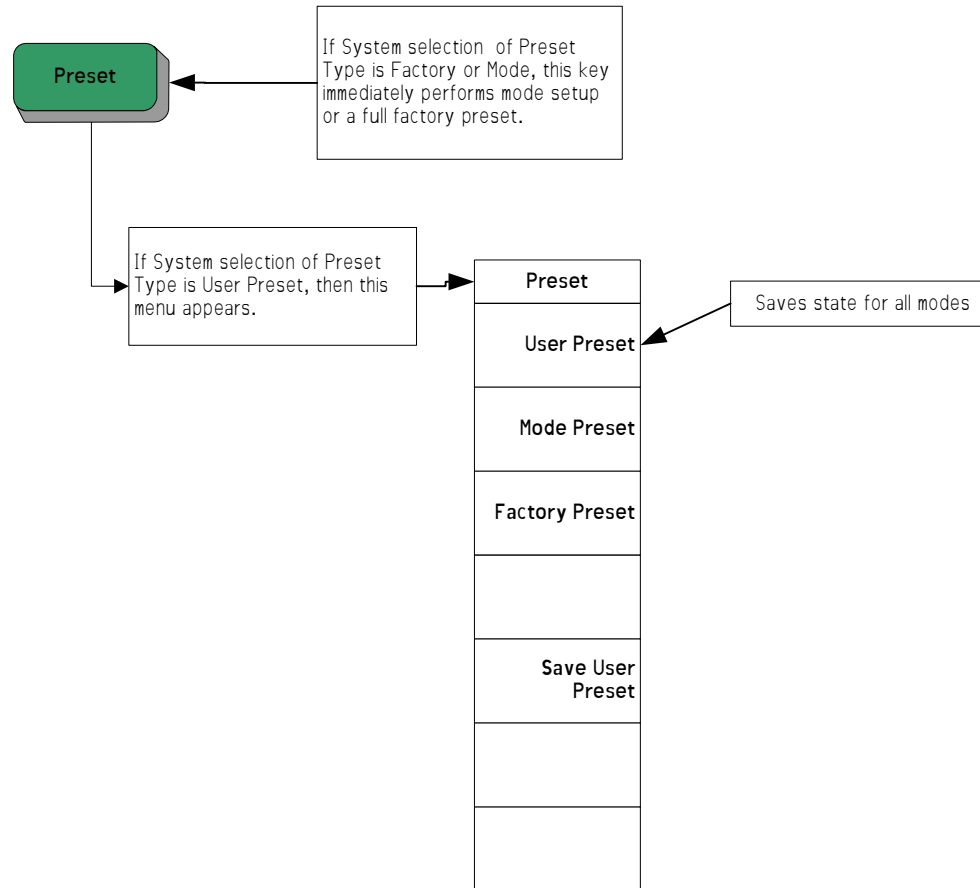 Preset
If System selection of Preset
Type is Factory or Mode, this key
immediately performs mode setup
or a full factory preset.
If System selection of Preset
Type is User Preset, then this
menu appears.
Preset
User Preset
Saves state for all modes
Mode Preset
Factory Preset
Save User
Preset